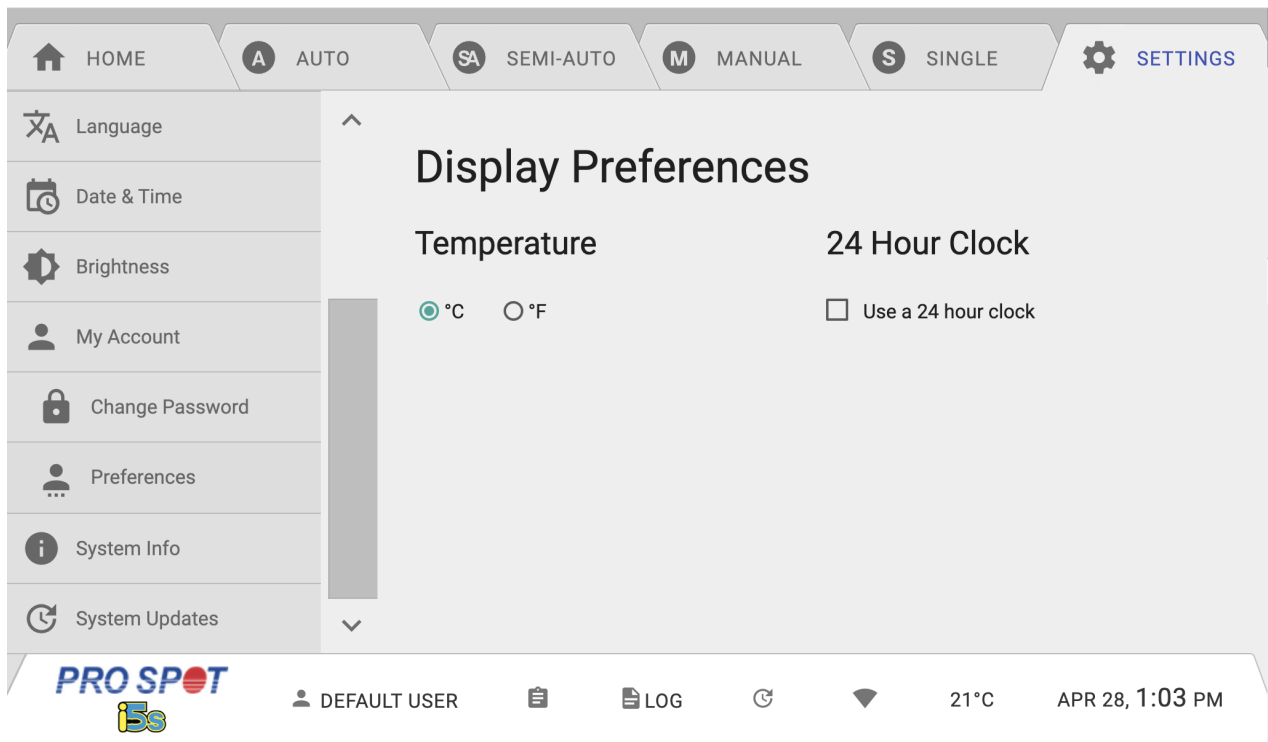 HOME
A AUTO
SA SEMI-AUTO
M MANUAL
S SINGLE
SETTINGS
Language
Date & Time
Brightness
My Account
Change Password
Preferences
System Info
System Updates
Display Preferences
Temperature
°C °F
24 Hour Clock
Use a 24 hour clock
PRO SPOT
i5s
DEFAULT USER
LOG
21°C
APR 28, 1:03 PM